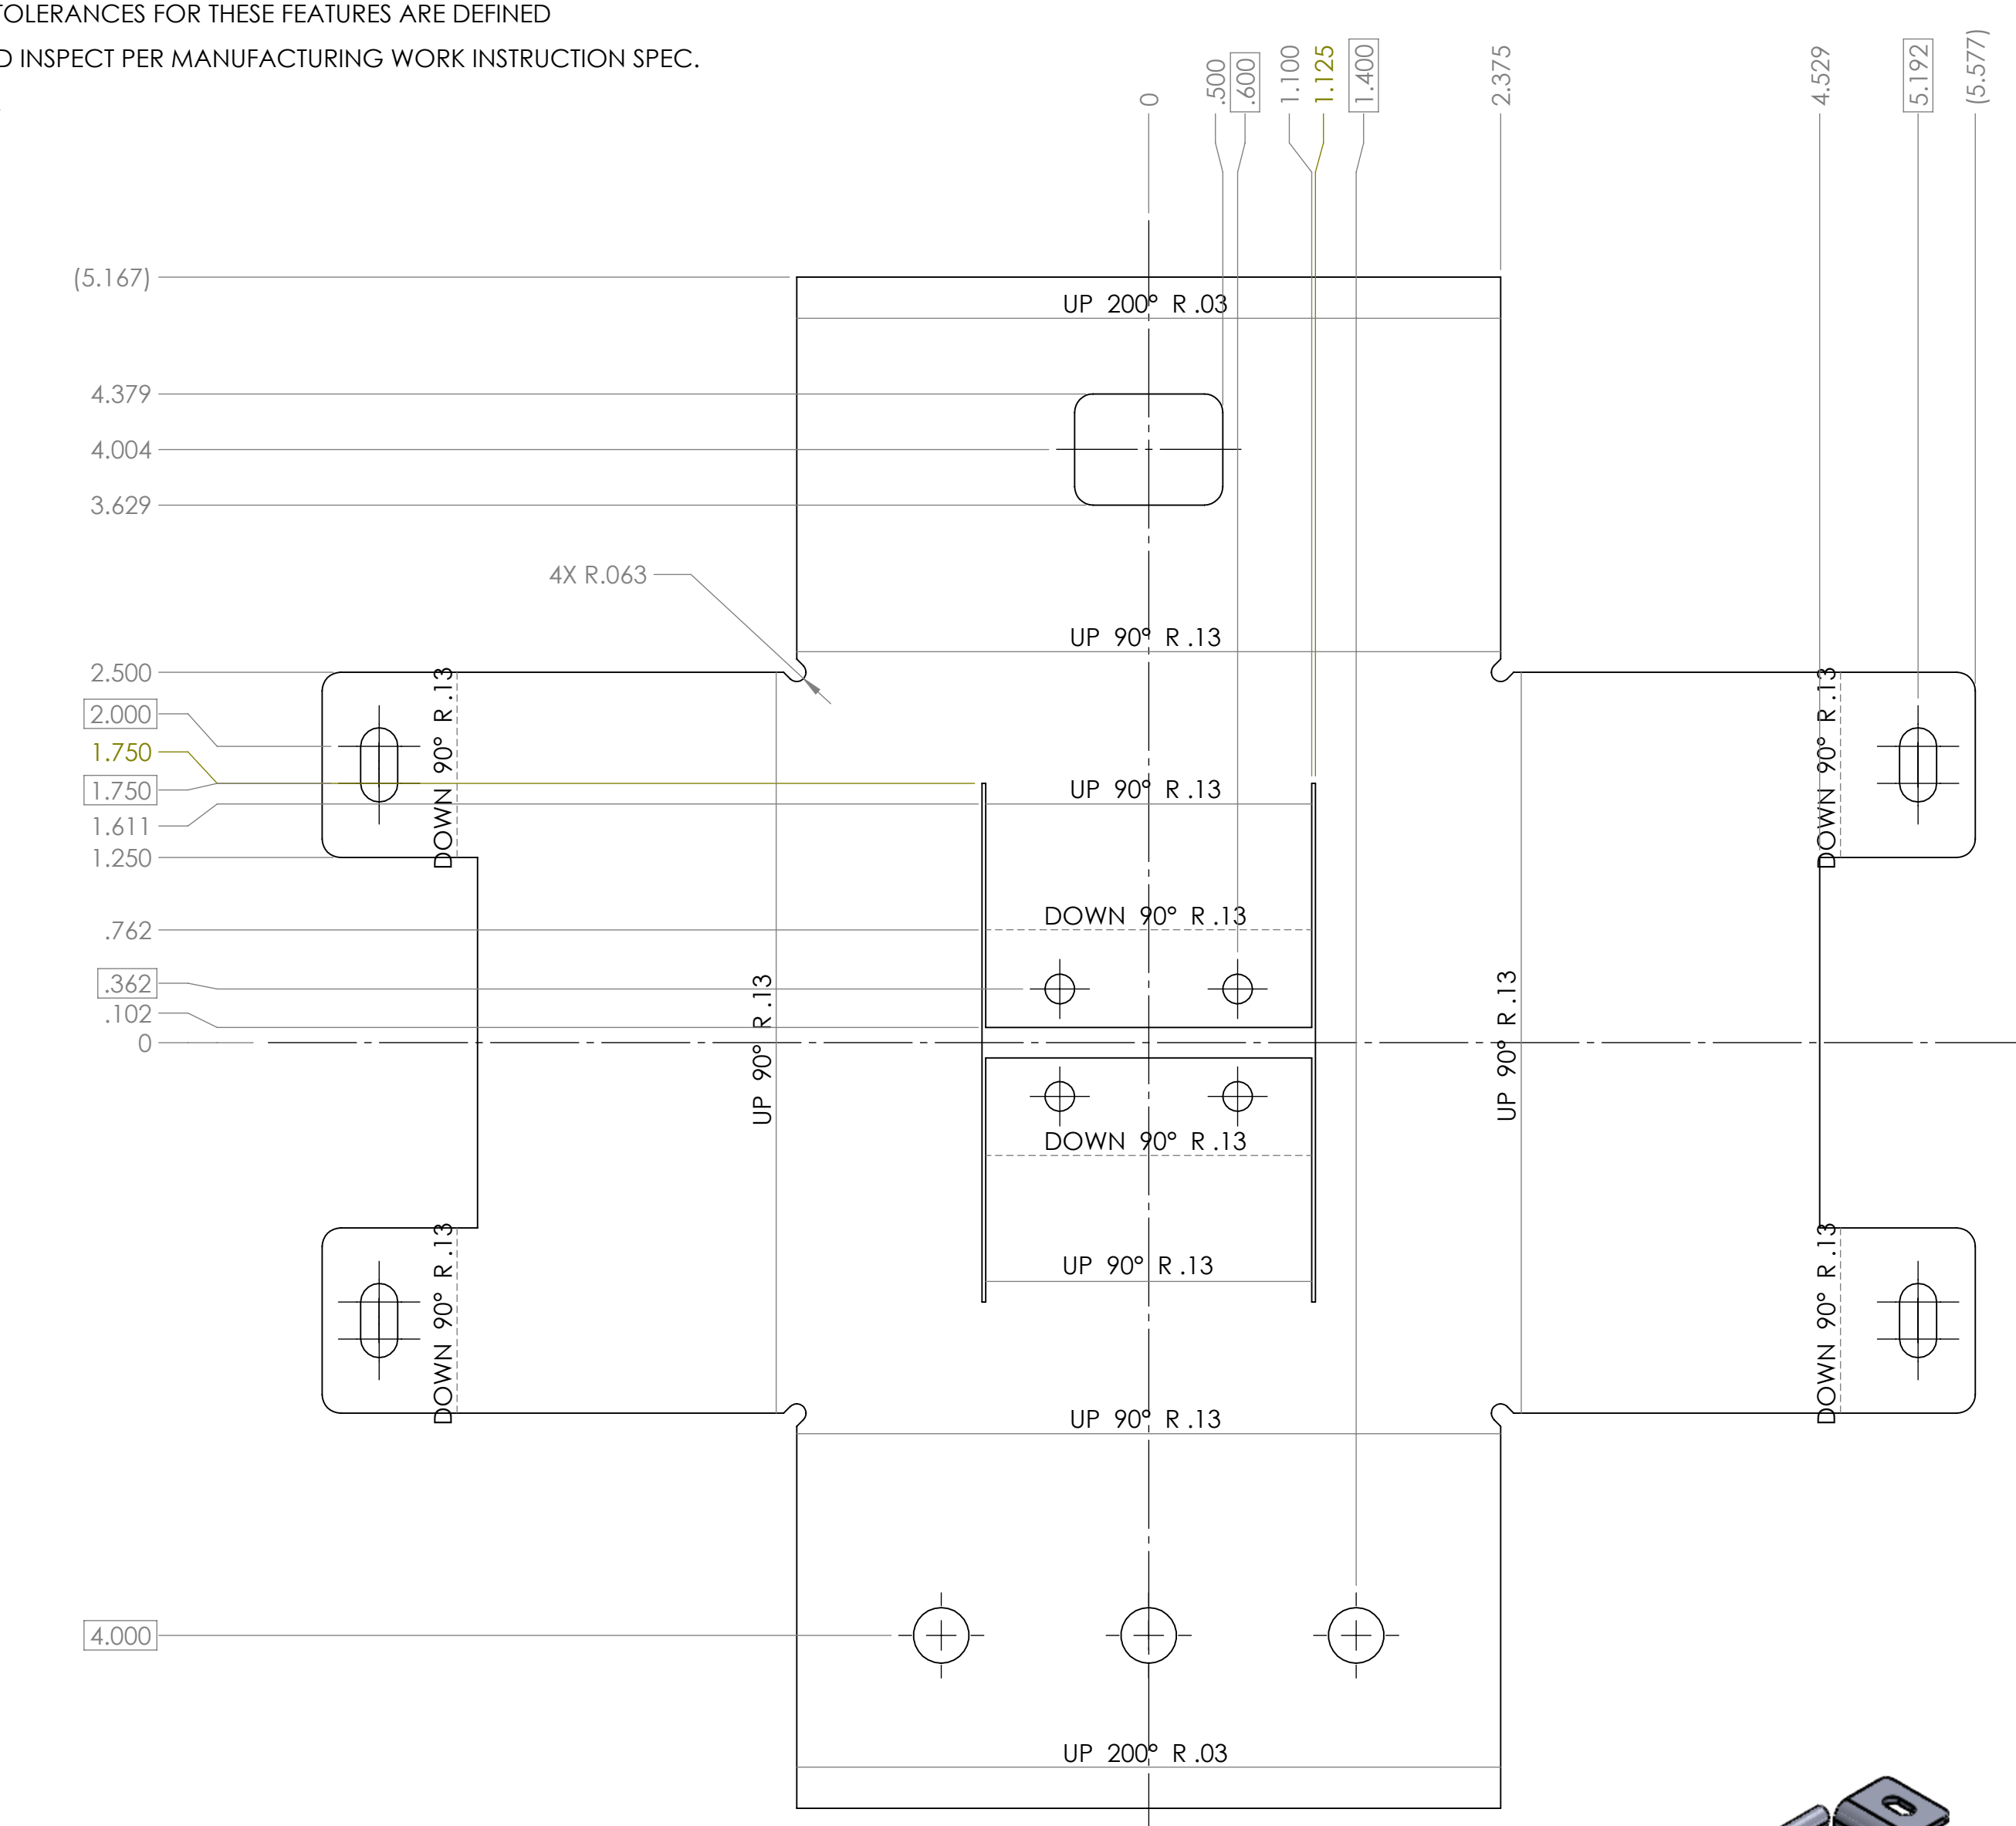 TOLERANCES FOR THESE FEATURES ARE DEFINED
INSPECT PER MANUFACTURING WORK INSTRUCTION SPEC.
0
.500
.600
1.100
1.125
1.400
2.375
4.529
5.192
(5.577)
(5.167)
UP 200° R .03
4.379
4.004
3.629
4X R.063
UP 90° R .13
2.500
2.000
1.750
1.750
1.611
1.250
DOWN 90° R .13
UP 90° R .13
DOWN 90° R .13
.762
DOWN 90° R .13
.362
.102
0
UP 90° R .13
UP 90° R .13
DOWN 90° R .13
DOWN 90° R .13
UP 90° R .13
DOWN 90° R .13
UP 90° R .13
4.000
UP 200° R .03